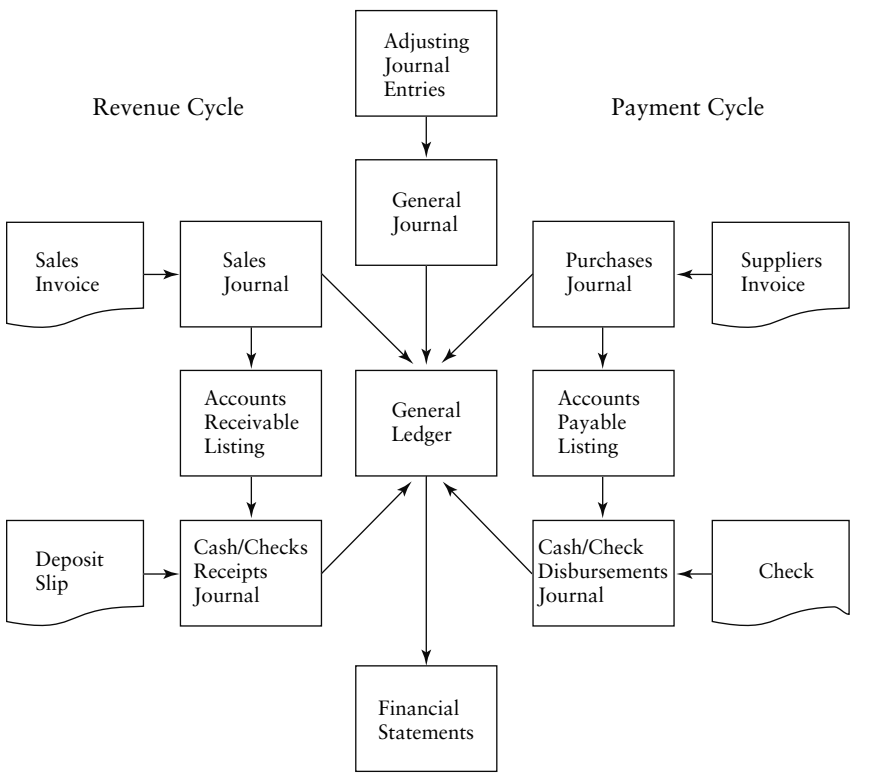 Adjusting
Journal
Entries
Revenue Cycle
Payment Cycle
General
Journal
Sales
Invoice
Sales
Journal
Purchases
Journal
Suppliers
Invoice
Accounts
Receivable
Listing
General
Ledger
Accounts
Payable
Listing
Deposit
Slip
Cash/Checks
Receipts
Journal
Cash/Check
Disbursements
Journal
Check
Financial
Statements